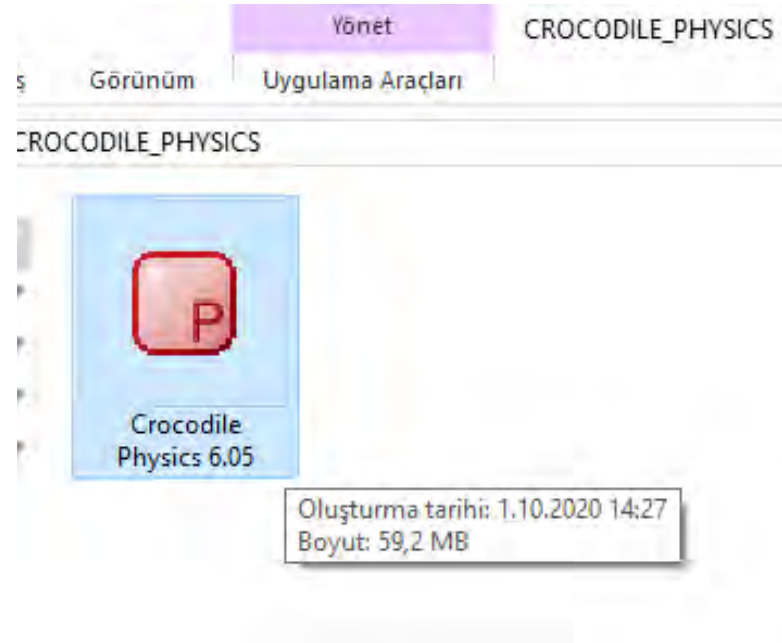 Yönet
CROCODILE_PHYSICS
ş
Görünüm
Uygulama Araçları
CROCODILE_PHYSICS
P
Crocodile
Physics 6.05
Oluşturma tarihi: 1.10.2020 14:27
Boyut: 59,2 MB